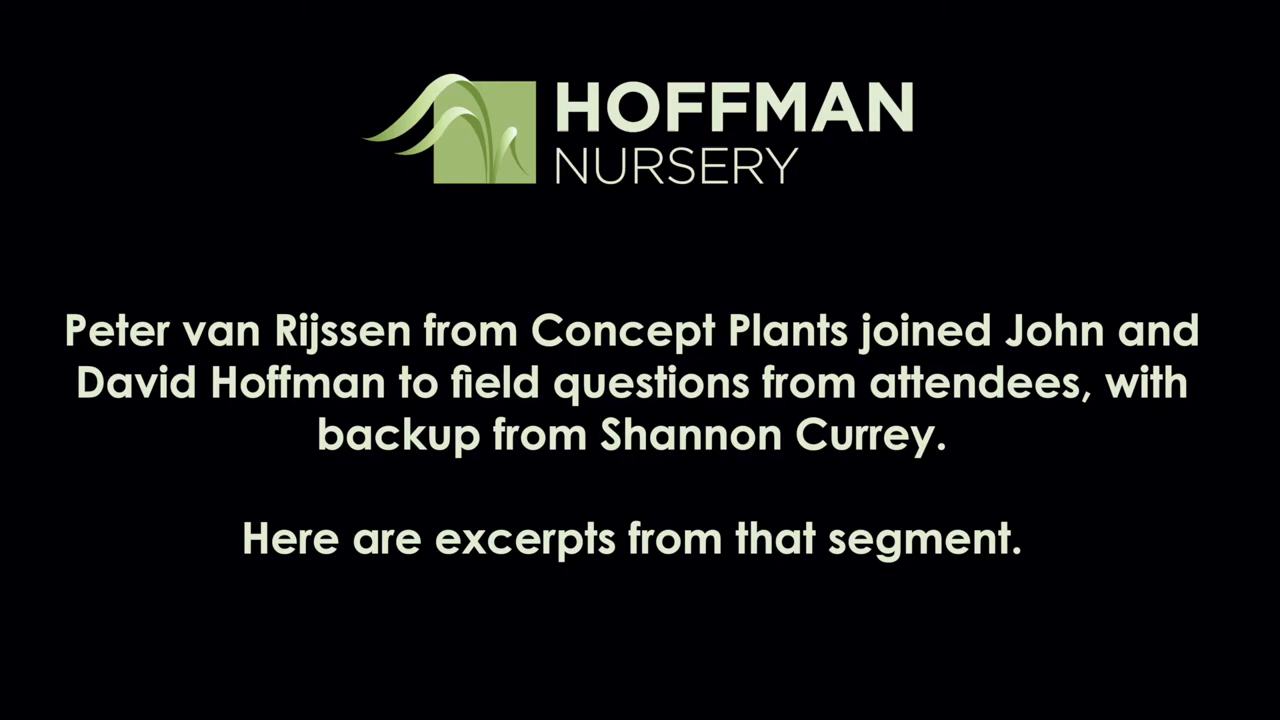 HOFFMAN
NURSERY
Peter van Rijssen from Concept Plants joined John and
David Hoffman to field questions from attendees, with
backup from Shannon Currey.
Here are excerpts from that segment.